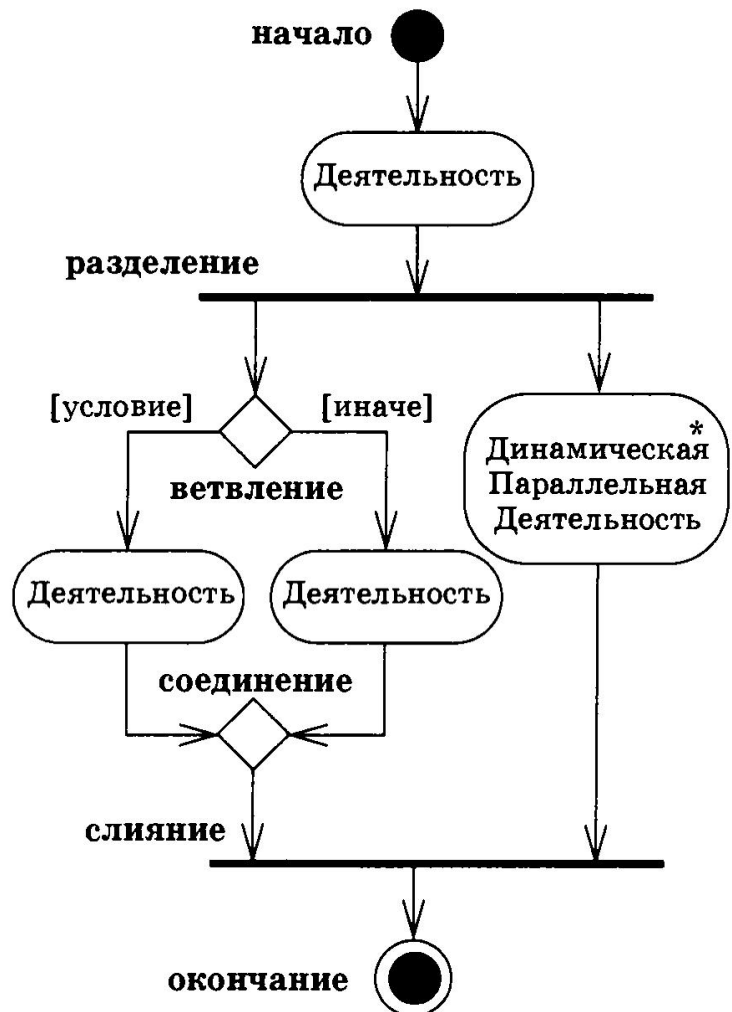 начало
Деятельность
разделение
[условие]
[иначе]
*
Динамическая
Параллельная
Деятельность
ветвление
Деятельность
Деятельность
соединение
слияние
окончание